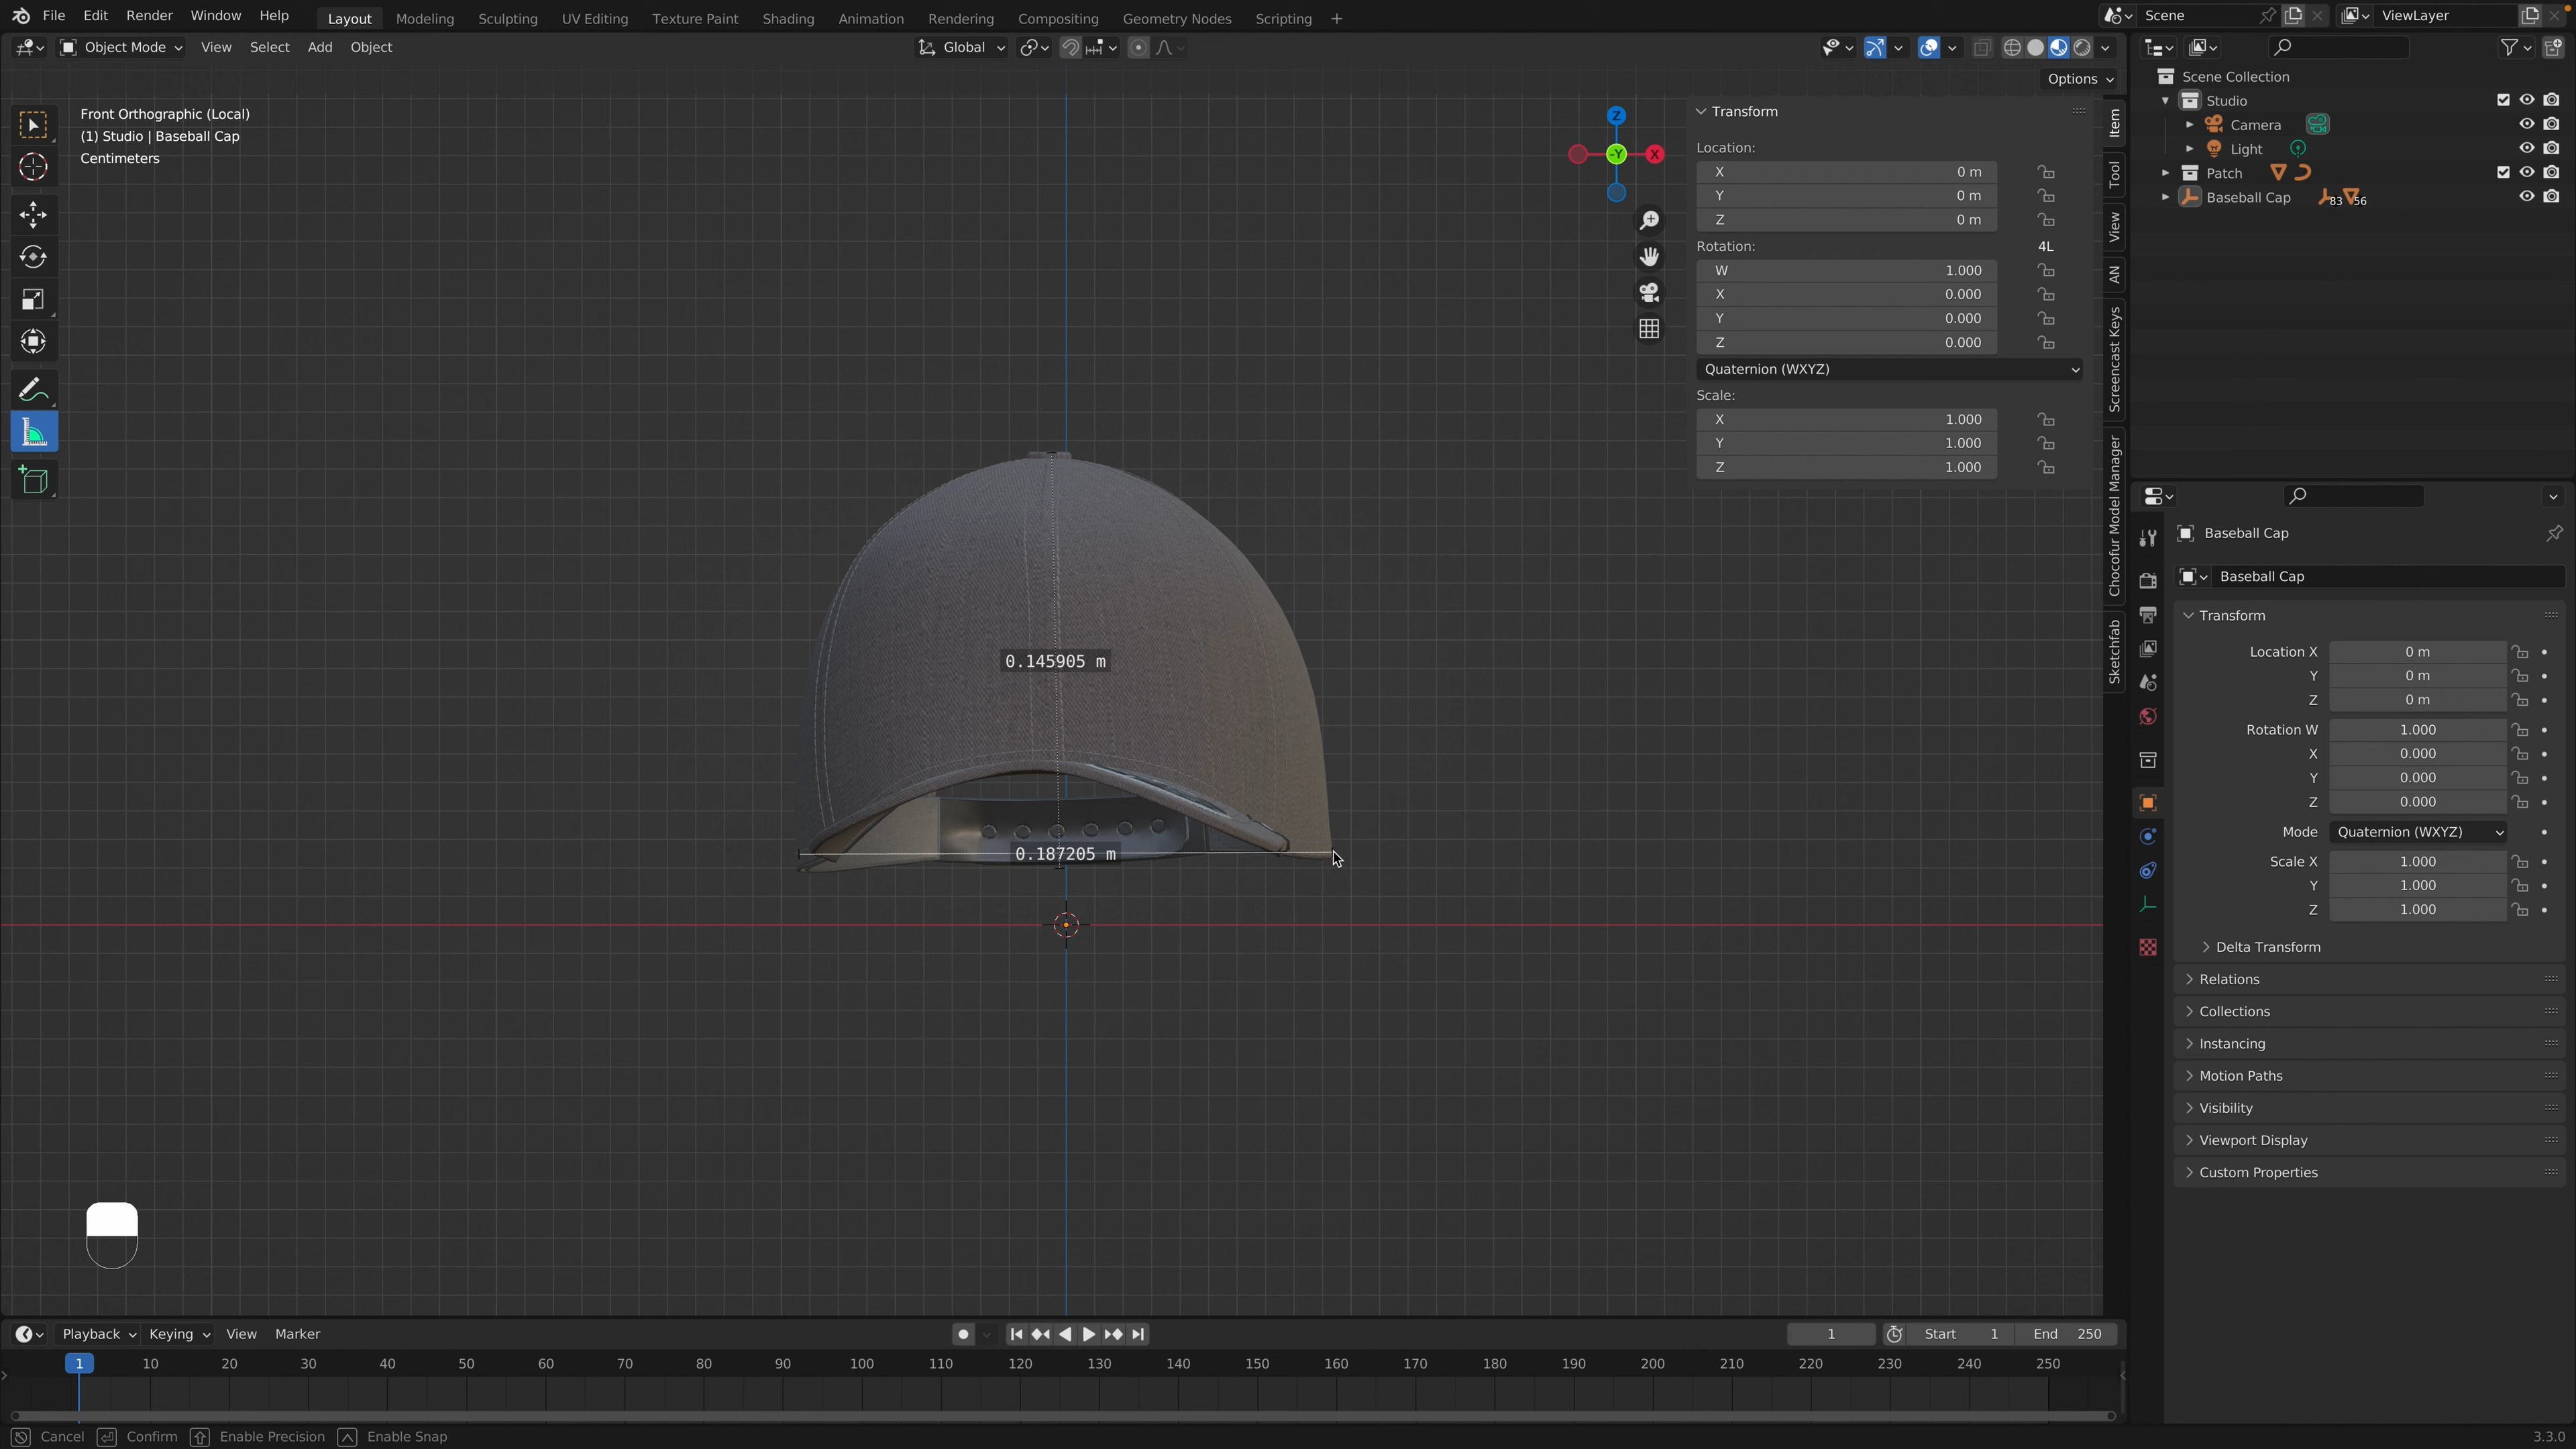 File Edit Render Window Help Layout Modeling Sculpting UV Editing Texture Paint Shading Animation Rendering Compositing Geometry Nodes Scripting + Scene ViewLayer
Object Mode View Select Add Object Global
Options
Front Orthographic (Local)
(1) Studio | Baseball Cap
Centimeters
Z
-Y
X
0.145905 m
0.187205 m
Transform
Location:
X 0 m
Y 0 m
Z 0 m
Rotation: 4L
W 1.000
X 0.000
Y 0.000
Z 0.000
Quaternion (WXYZ)
Scale:
X 1.000
Y 1.000
Z 1.000
Item
Tool
View
AN
Screencast Keys
Chocofur Model Manager
Sketchfab
Scene Collection
Studio
Camera
Light
Patch
Baseball Cap 83 56
Baseball Cap
Baseball Cap
Transform
Location X 0 m
Y 0 m
Z 0 m
Rotation W 1.000
X 0.000
Y 0.000
Z 0.000
Mode Quaternion (WXYZ)
Scale X 1.000
Y 1.000
Z 1.000
Delta Transform
Relations
Collections
Instancing
Motion Paths
Visibility
Viewport Display
Custom Properties
Playback Keying View Marker 1 Start 1 End 250
1 10 20 30 40 50 60 70 80 90 100 110 120 130 140 150 160 170 180 190 200 210 220 230 240 250
Cancel Confirm Enable Precision Enable Snap 3.3.0